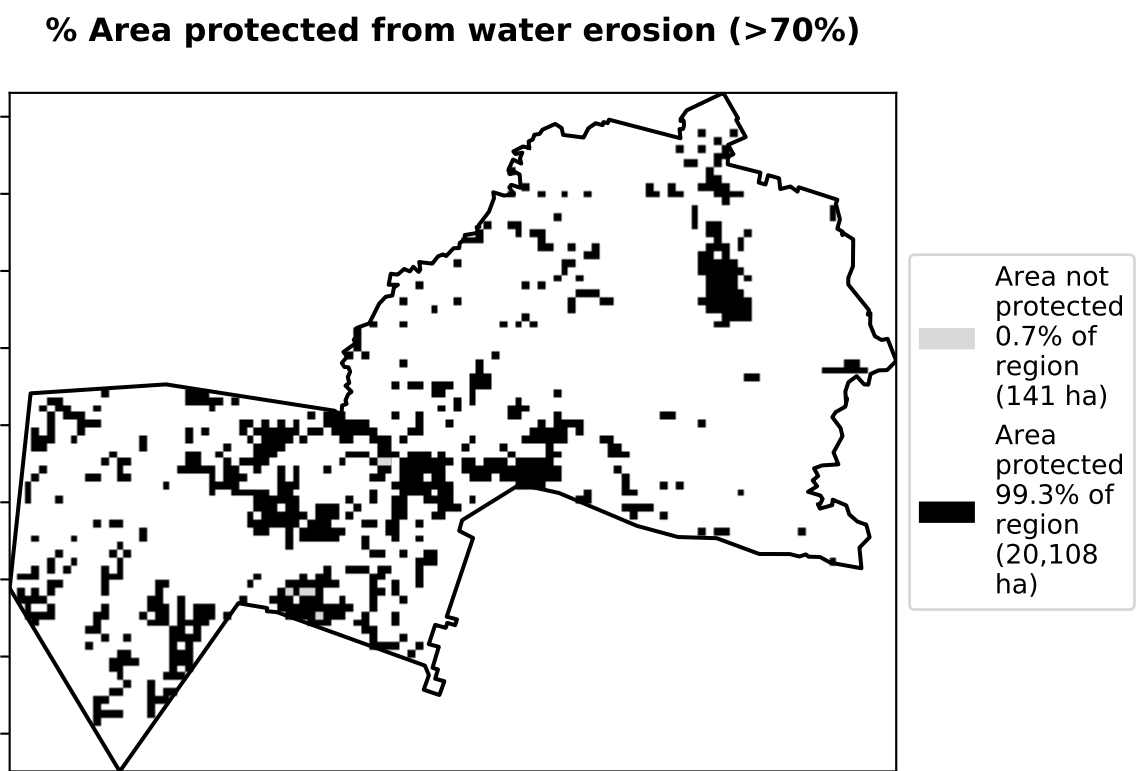 % Area protected from water erosion (>70%)
Area not
protected
0.7% of
region
(141 ha)
Area
protected
99.3% of
region
(20,108
ha)